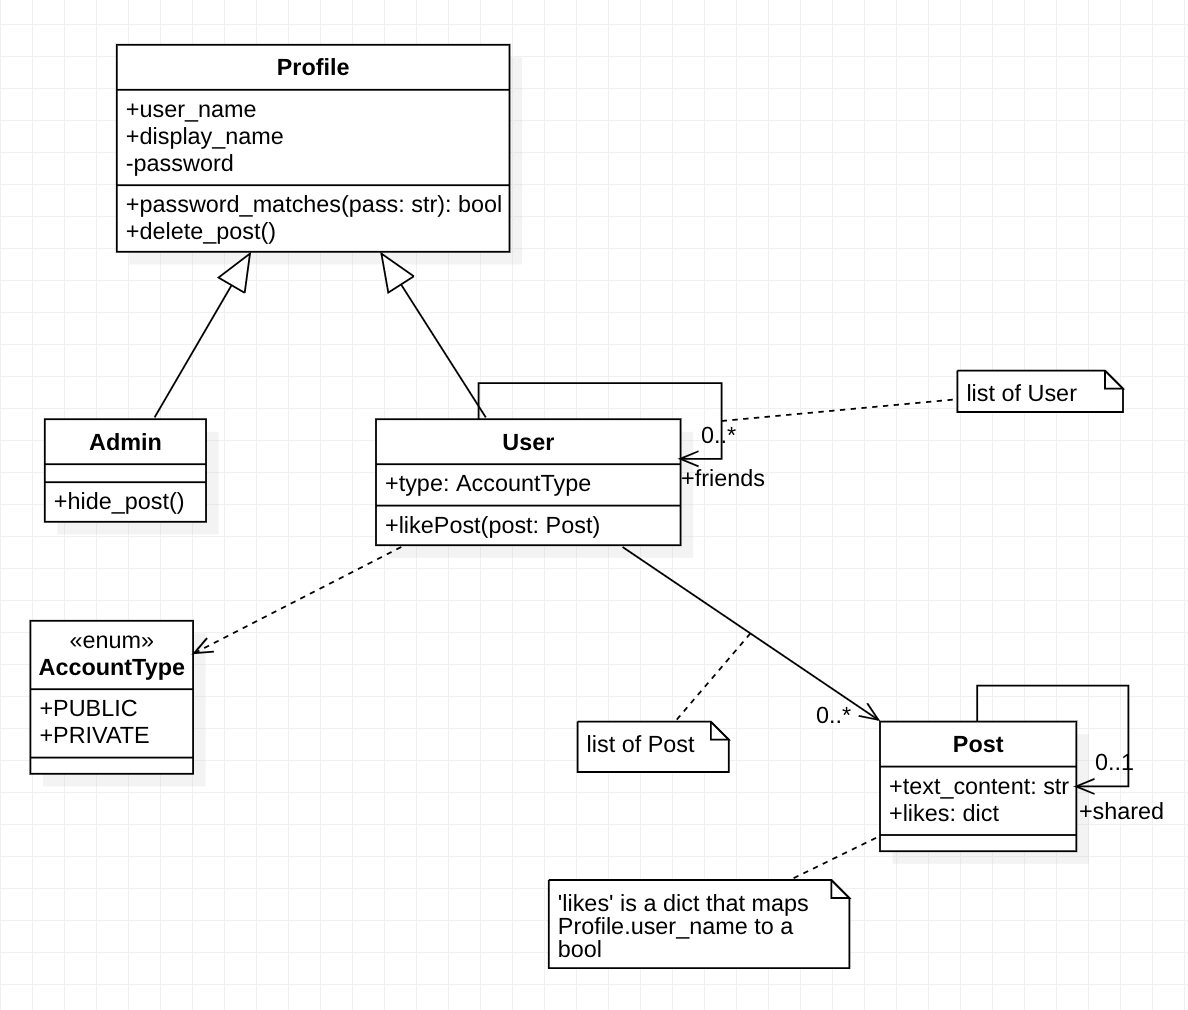 Profile
+user_name
+display_name
-password
+password_matches(pass: str): bool
+delete_post()
list of User
Admin
+hide_post()
User
+type: AccountType
+likePost(post: Post)
0..*
+friends
«enum»
AccountType
+PUBLIC
+PRIVATE
list of Post
0..*
Post
+text_content: str
+likes: dict
0..1
+shared
'likes' is a dict that maps
Profile.user_name to a
bool